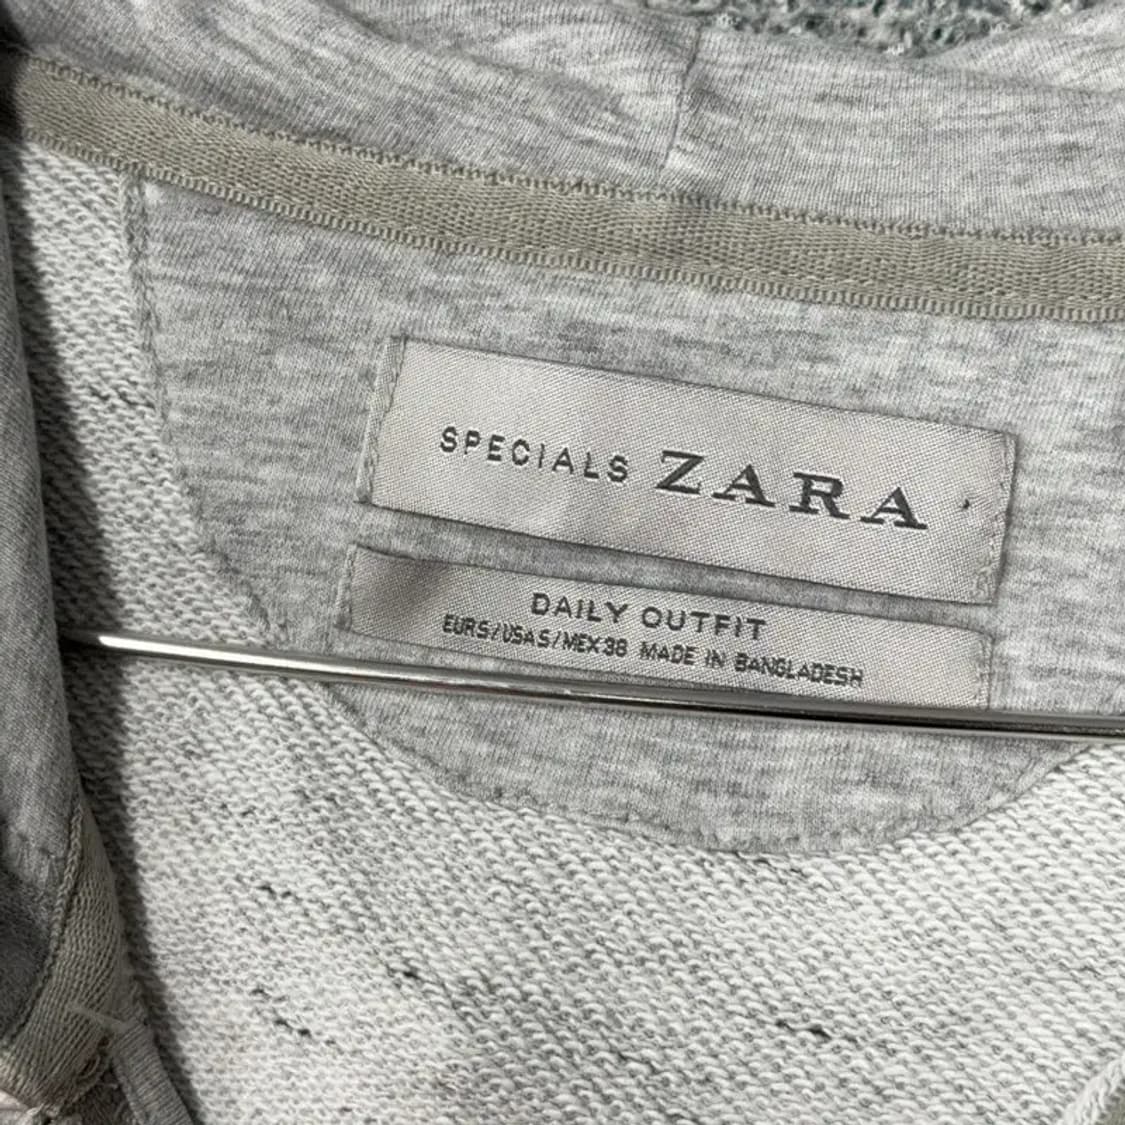 SPECIALS ZARA
DAILY OUTFIT
EUR S / USA S / MEX 38 MADE IN BANGLADESH